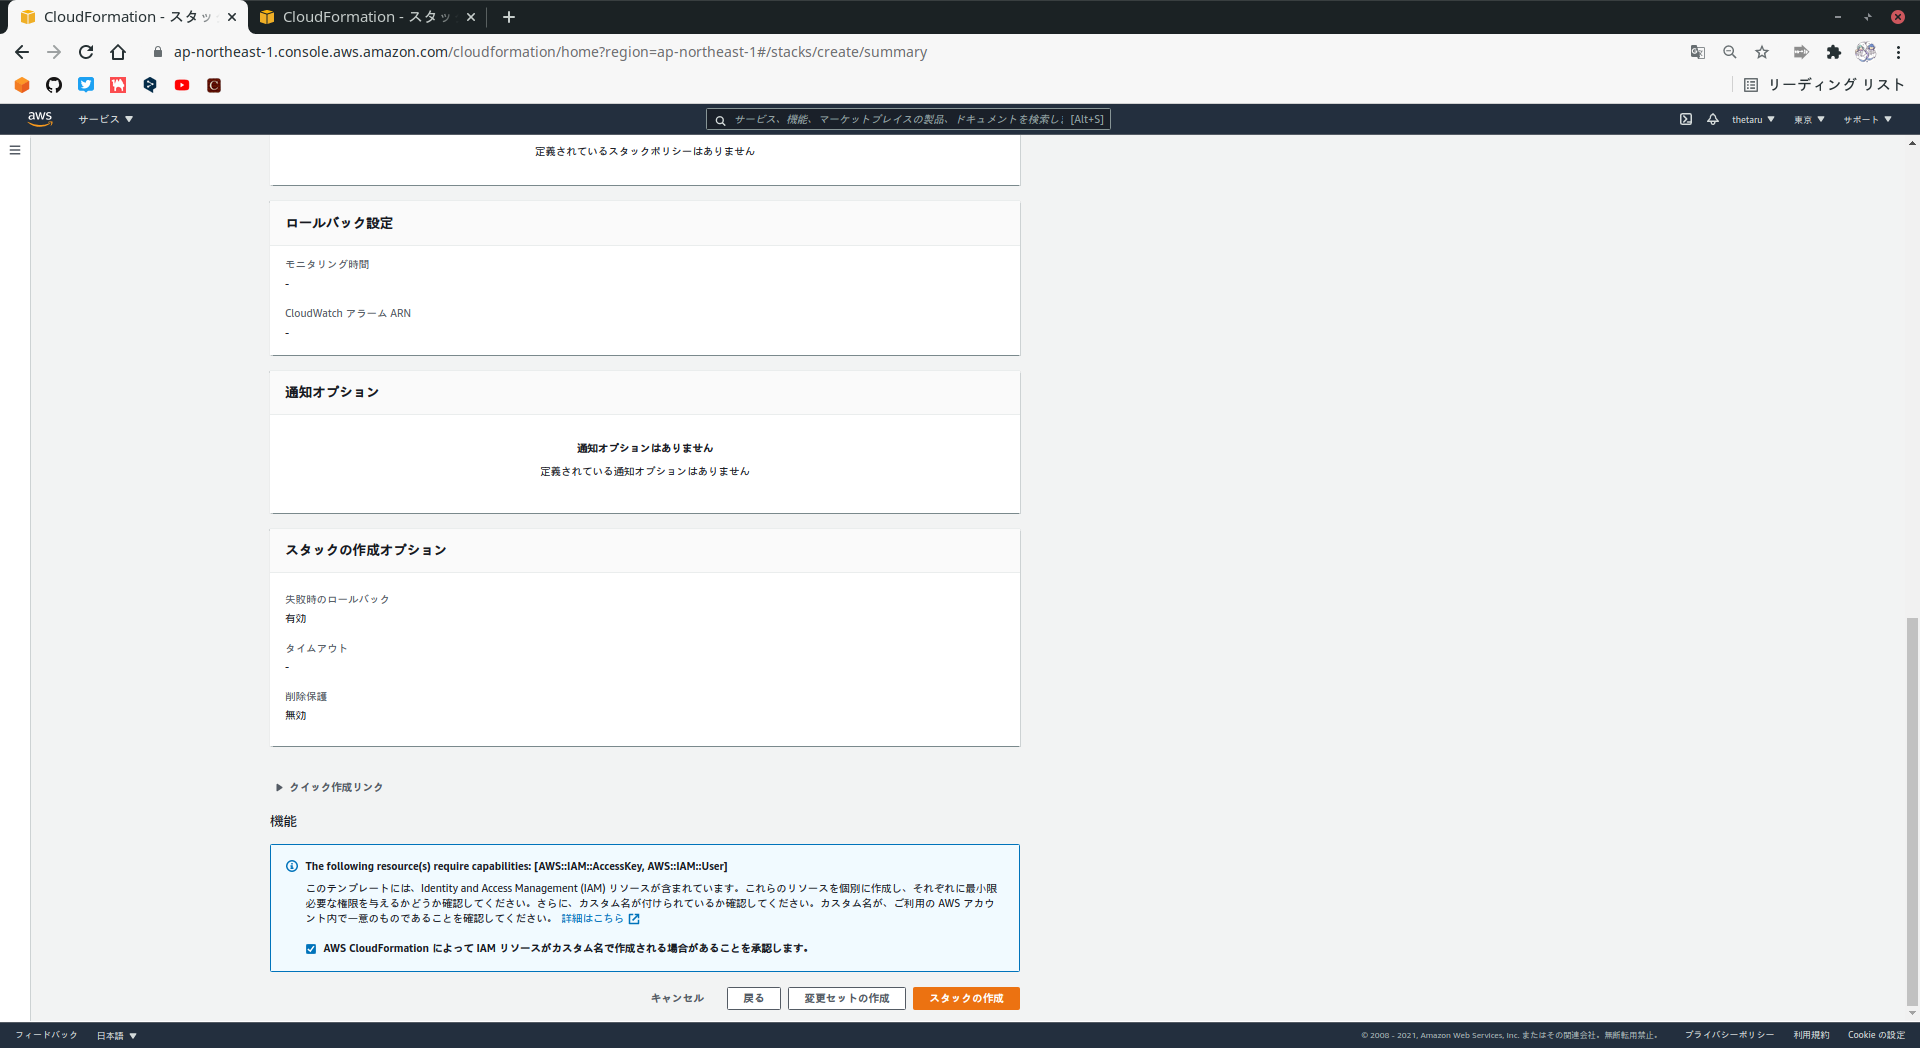 CloudFormation - スタッ
CloudFormation - スタッ
ap-northeast-1.console.aws.amazon.com/cloudformation/home?region=ap-northeast-1#/stacks/create/summary
リーディング リスト
aws
サービス
サービス、機能、マーケットプレイスの製品、ドキュメントを検索し
[Alt+S]
thetaru
東京
サポート
定義されているスタックポリシーはありません
ロールバック設定
モニタリング時間
-
CloudWatch アラーム ARN
-
通知オプション
通知オプションはありません
定義されている通知オプションはありません
スタックの作成オプション
失敗時のロールバック
有効
タイムアウト
-
削除保護
無効
クイック作成リンク
機能
The following resource(s) require capabilities: [AWS::IAM::AccessKey, AWS::IAM::User]
このテンプレートには、Identity and Access Management (IAM) リソースが含まれています。これらのリソースを個別に作成し、それぞれに最小限
必要な権限を与えるかどうか確認してください。さらに、カスタム名が付けられているか確認してください。カスタム名が、ご利用の AWS アカウ
ント内で一意のものであることを確認してください。 詳細はこちら
AWS CloudFormation によって IAM リソースがカスタム名で作成される場合があることを承認します。
キャンセル
戻る
変更セットの作成
スタックの作成
フィードバック
日本語
© 2008 - 2021, Amazon Web Services, Inc. またはその関連会社。無断転用禁止。
プライバシーポリシー
利用規約
Cookie の設定